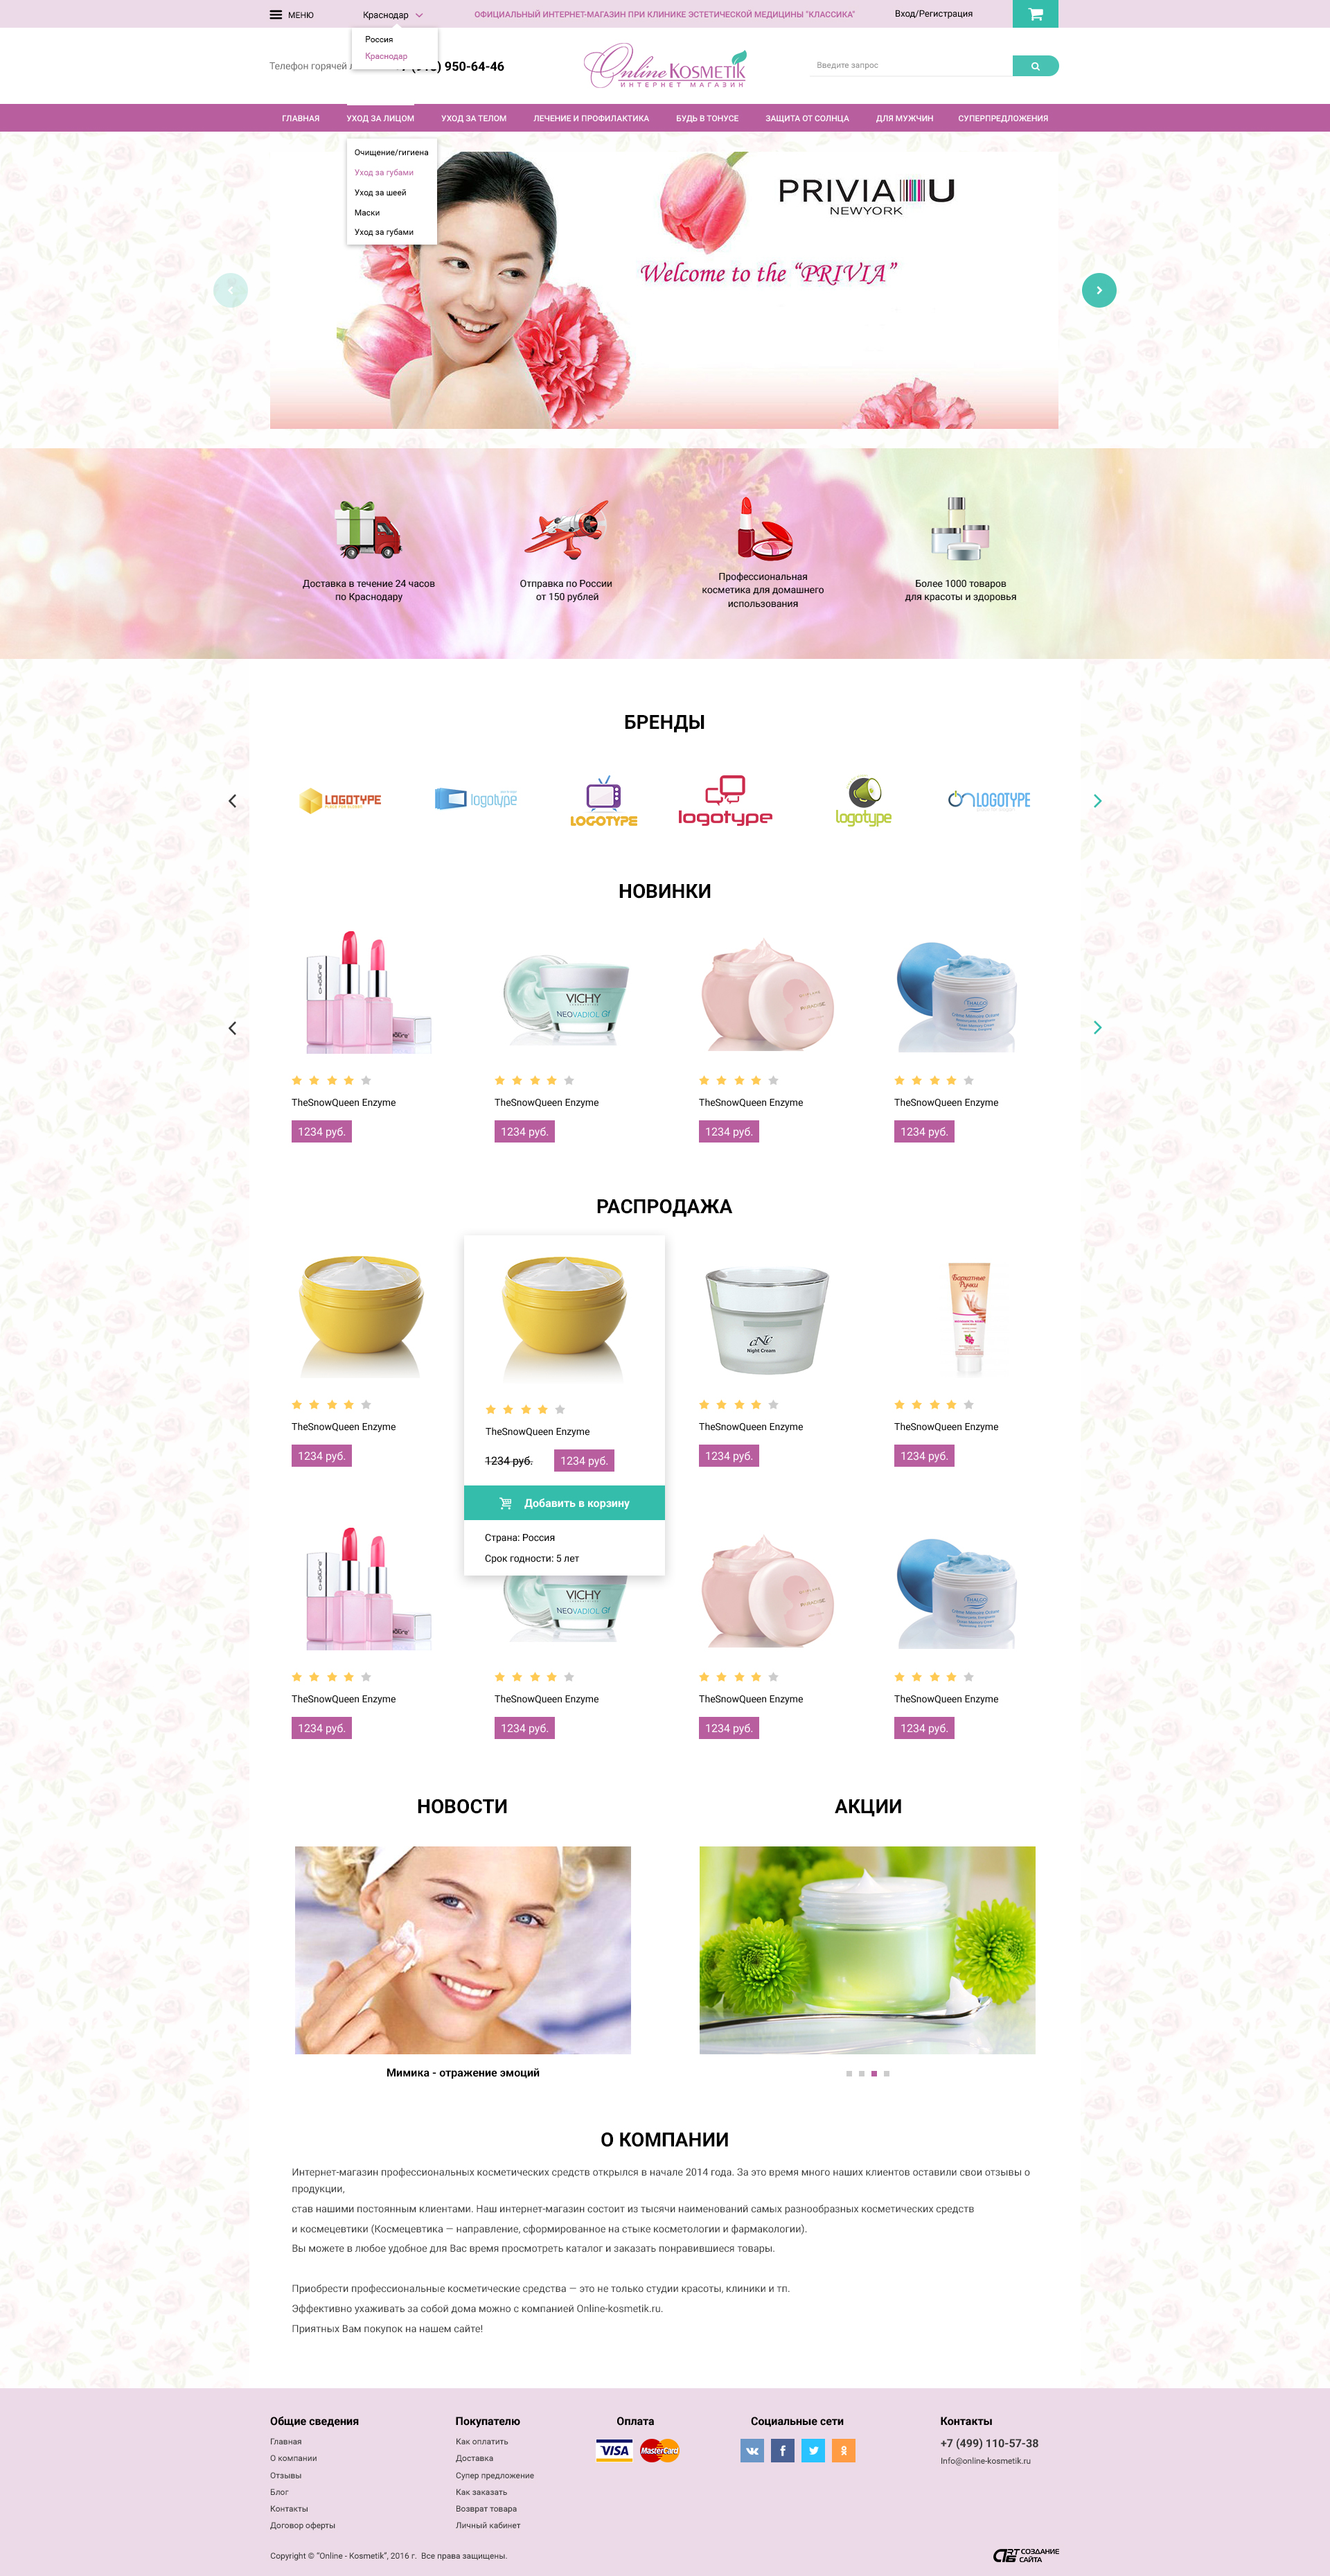 МЕНЮ
Краснодар
ОФИЦИАЛЬНЫЙ ИНТЕРНЕТ-МАГАЗИН ПРИ КЛИНИКЕ ЭСТЕТИЧЕСКОЙ МЕДИЦИНЫ "КЛАССИКА"
Вход/Регистрация
Россия
Краснодар
Телефон горячей
950-64-46
Online KOSMETIK
ИНТЕРНЕТ МАГАЗИН
Введите запрос
ГЛАВНАЯ
УХОД ЗА ЛИЦОМ
УХОД ЗА ТЕЛОМ
ЛЕЧЕНИЕ И ПРОФИЛАКТИКА
БУДЬ В ТОНУСЕ
ЗАЩИТА ОТ СОЛНЦА
ДЛЯ МУЖЧИН
СУПЕРПРЕДЛОЖЕНИЯ
Очищение/гигиена
Уход за губами
Уход за шеей
Маски
Уход за губами
PRIVIA U
NEWYORK
Welcome to the “PRIVIA”
Доставка в течение 24 часов
по Краснодару
Отправка по России
от 150 рублей
Профессиональная
косметика для домашнего
использования
Более 1000 товаров
для красоты и здоровья
БРЕНДЫ
LOGOTYPE
logotype
LOGOTYPE
logotype
logotype
LOGOTYPE
НОВИНКИ
VICHY
NEOVADIOL Gf
THALGO
TheSnowQueen Enzyme
TheSnowQueen Enzyme
TheSnowQueen Enzyme
TheSnowQueen Enzyme
1234 руб.
1234 руб.
1234 руб.
1234 руб.
РАСПРОДАЖА
CNC
Night Cream
Бархатные
Ручки
TheSnowQueen Enzyme
TheSnowQueen Enzyme
TheSnowQueen Enzyme
TheSnowQueen Enzyme
1234 руб.
1234 руб.
1234 руб.
1234 руб.
1234 руб.
Добавить в корзину
Страна: Россия
Срок годности: 5 лет
VICHY
NEOVADIOL Gf
THALGO
TheSnowQueen Enzyme
TheSnowQueen Enzyme
TheSnowQueen Enzyme
TheSnowQueen Enzyme
1234 руб.
1234 руб.
1234 руб.
1234 руб.
НОВОСТИ
АКЦИИ
Мимика - отражение эмоций
О КОМПАНИИ
Интернет-магазин профессиональных косметических средств открылся в начале 2014 года. За это время много наших клиентов оставили свои отзывы о
продукции,
став нашими постоянным клиентами. Наш интернет-магазин состоит из тысячи наименований самых разнообразных косметических средств
и космецевтики (Космецевтика — направление, сформированное на стыке косметологии и фармакологии).
Вы можете в любое удобное для Вас время просмотреть каталог и заказать понравившиеся товары.
Приобрести профессиональные косметические средства — это не только студии красоты, клиники и тп.
Эффективно ухаживать за собой дома можно с компанией Online-kosmetik.ru.
Приятных Вам покупок на нашем сайте!
Общие сведения
Главная
О компании
Отзывы
Блог
Контакты
Договор оферты
Покупателю
Как оплатить
Доставка
Супер предложение
Как заказать
Возврат товара
Личный кабинет
Оплата
VISA
MasterCard
Социальные сети
Контакты
+7 (499) 110-57-38
Info@online-kosmetik.ru
Copyright © “Online - Kosmetik”, 2016 г. Все права защищены.
СОЗДАНИЕ
САЙТА